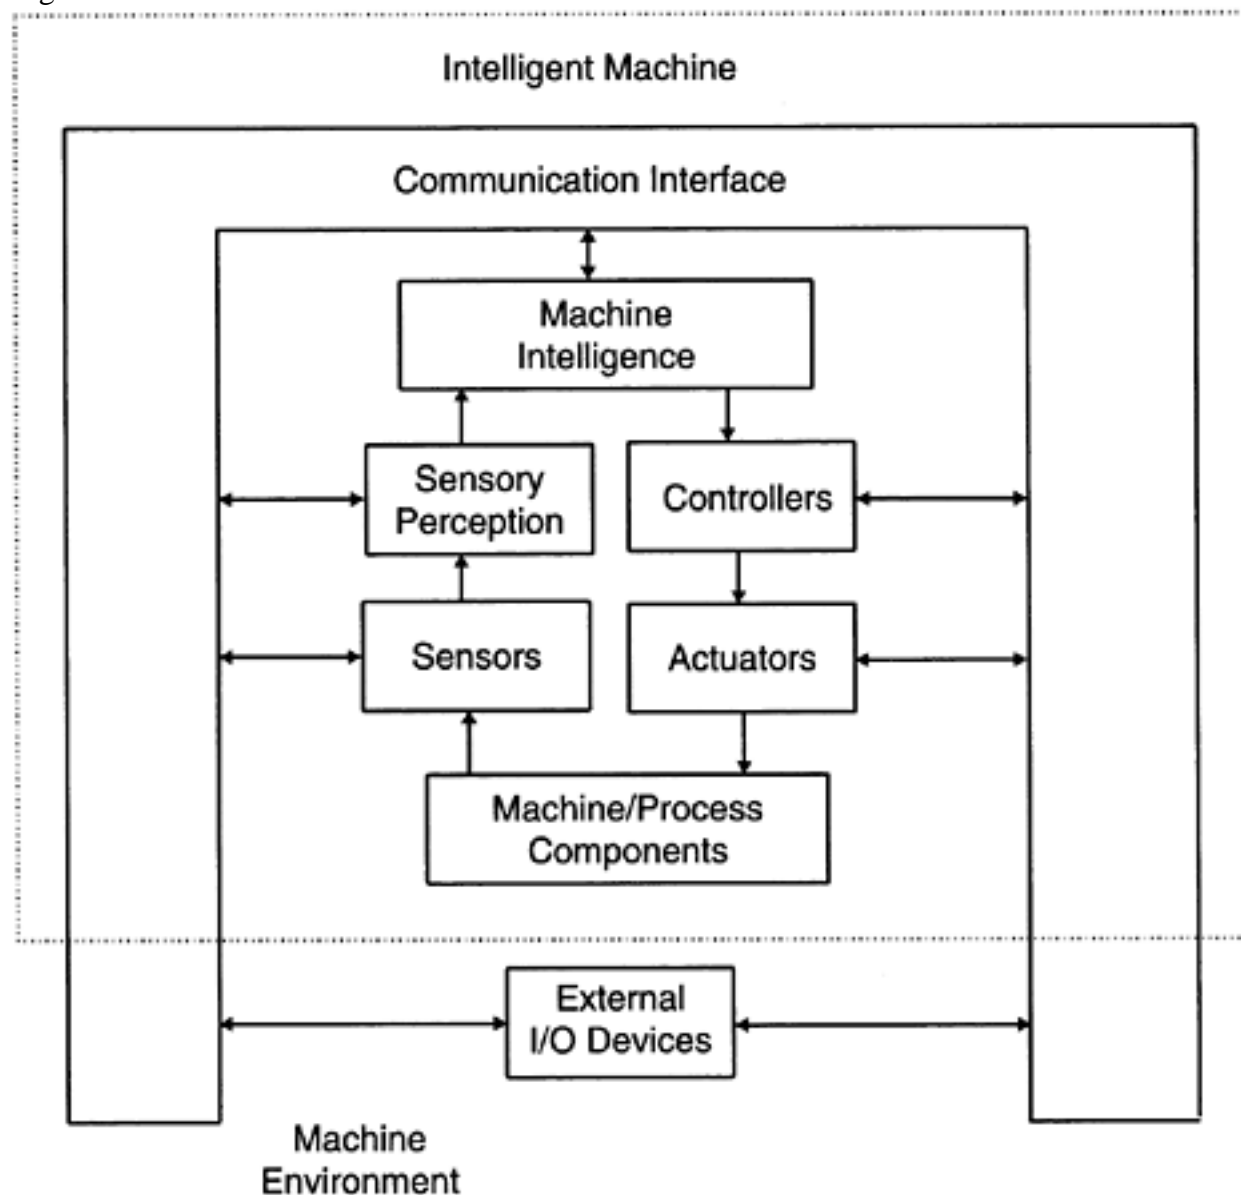 Intelligent Machine
Communication Interface
Machine
Intelligence
Sensory
Perception
Controllers
Sensors
Actuators
Machine/Process
Components
External
I/O Devices
Machine
Environment